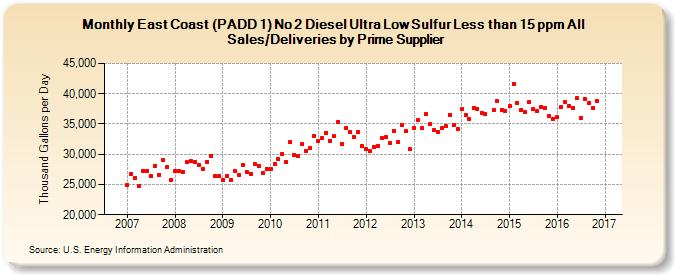 Monthly East Coast (PADD 1) No 2 Diesel Ultra Low Sulfur Less than 15 ppm All
Sales/Deliveries by Prime Supplier
Thousand Gallons per Day
45,000
40,000
35,000
30,000
25,000
20,000
2007 2008 2009 2010 2011 2012 2013 2014 2015 2016 2017
Source: U.S. Energy Information Administration